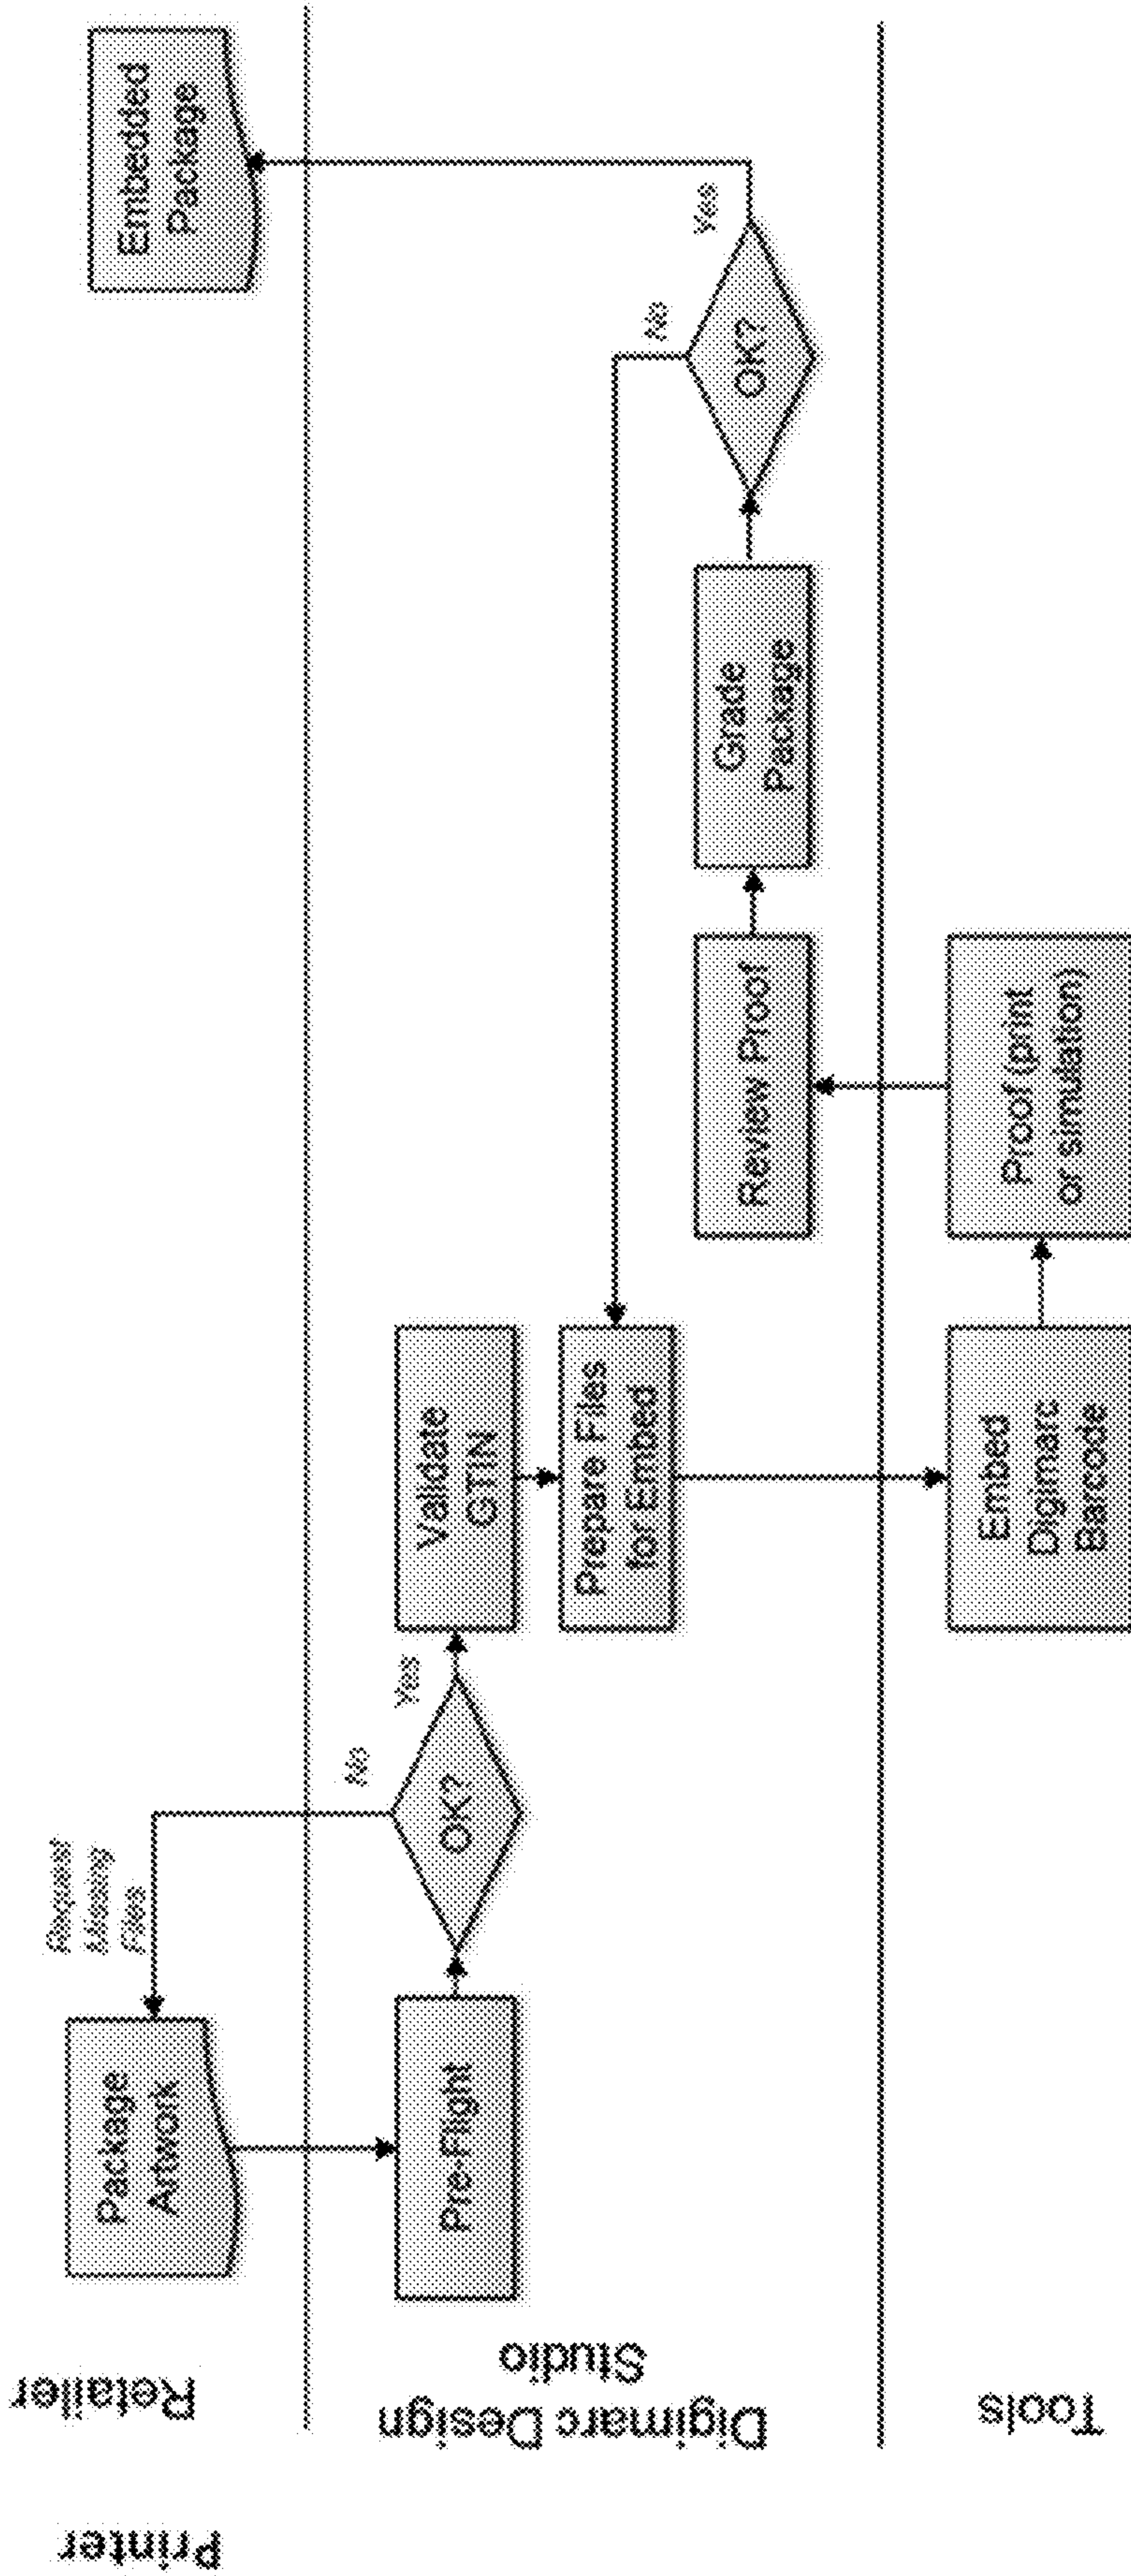 Printer
Retailer
Package
Artwork
Request
Missing
Files
Embedded
Package
Digimarc Design
Studio
Pre-Flight
OK?
No
Yes
Validate
GTIN
Prepare Files
for Embed
Review Proof
Grade
Package
OK?
No
Yes
Tools
Embed
Digimarc
Barcode
Proof (print
or simulation)